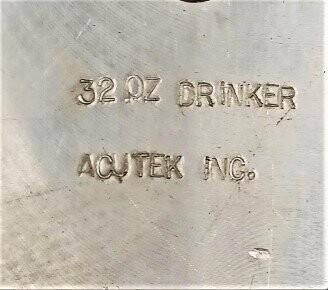 32 OZ DRINKER
ACUTEK INC.